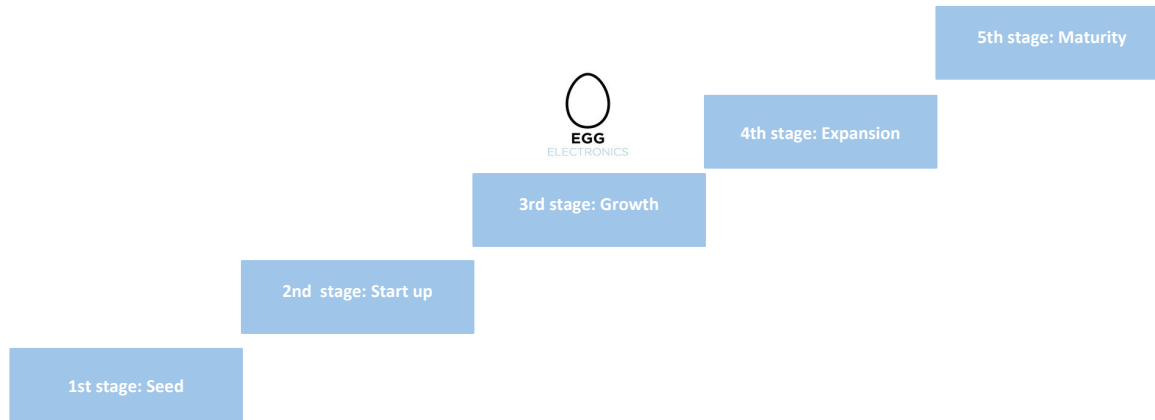 5th stage: Maturity
4th stage: Expansion
EGG
ELECTRONICS
3rd stage: Growth
2nd  stage: Start up
1st stage: Seed